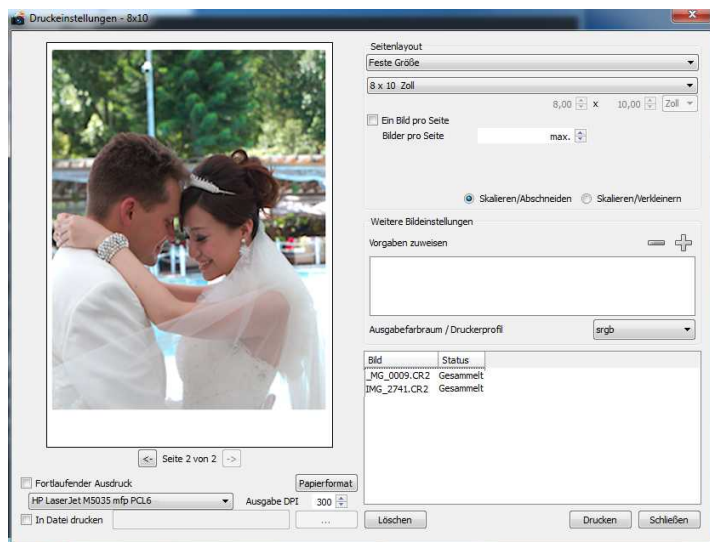 Druckeinstellungen - 8x10
Seitenlayout
Feste Größe
8 x 10 Zoll
8,00 x 10,00 Zoll
Ein Bild pro Seite
Bilder pro Seite max.
Skalieren/Abschneiden Skalieren/Verkleinern
Weitere Bildeinstellungen
Vorgaben zuweisen
Ausgabefarbraum / Druckerprofil srgb
Bild Status
_MG_0009.CR2 Gesammelt
IMG_2741.CR2 Gesammelt
<- Seite 2 von 2 ->
Fortlaufender Ausdruck Papierformat
HP LaserJet M5035 mfp PCL6 Ausgabe DPI 300
In Datei drucken ...
Löschen Drucken Schließen